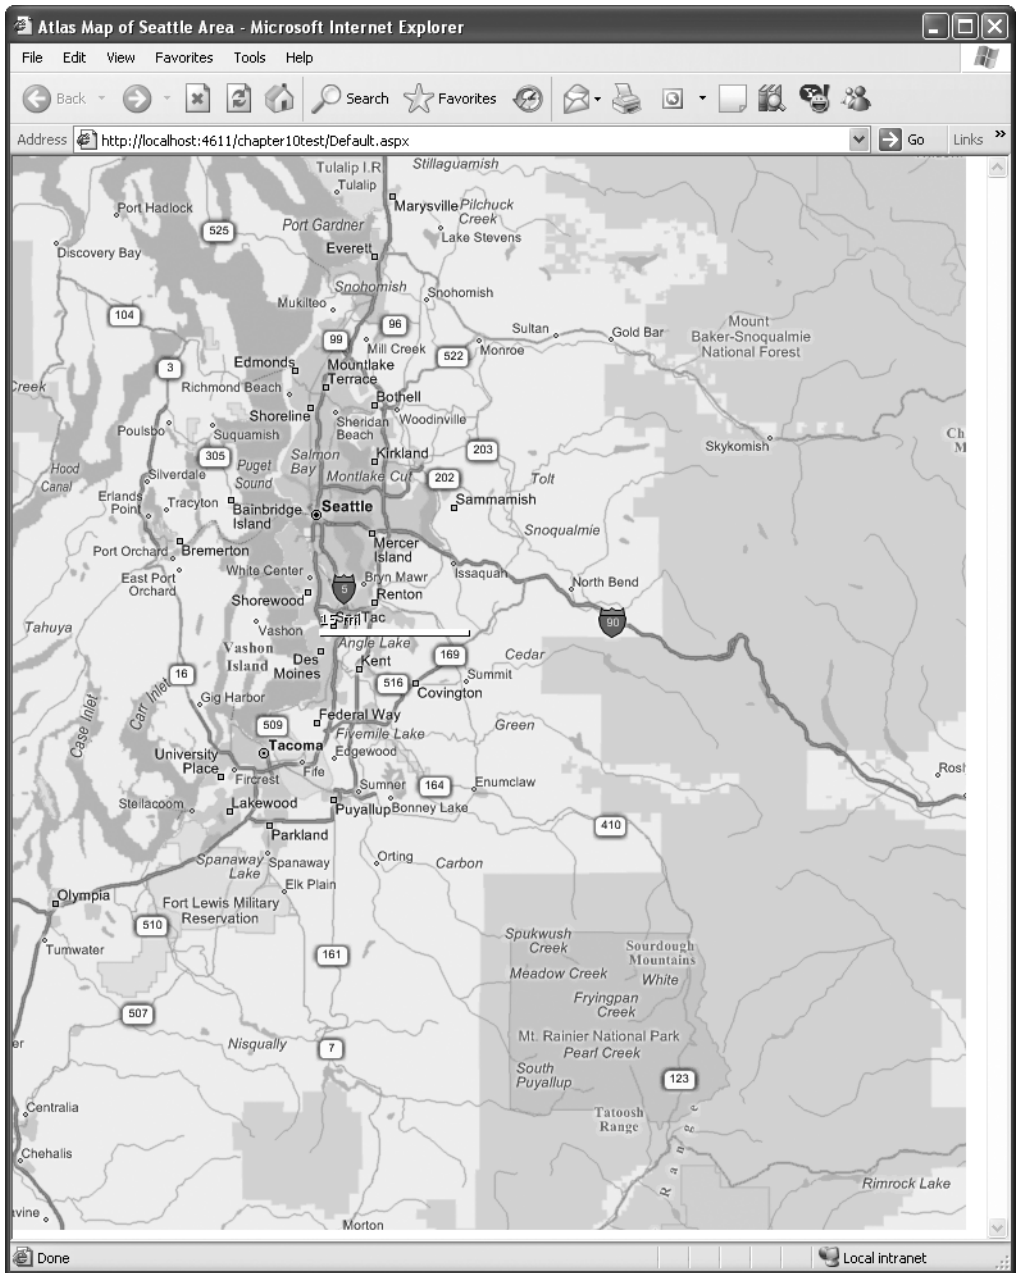 Atlas Map of Seattle Area - Microsoft Internet Explorer
File Edit View Favorites Tools Help
Back Search Favorites
Address http://localhost:4611/chapter10test/Default.aspx Go Links »
Tulalip I.R.
Stillaguamish
Tulalip
Port Hadlock
Marysville
Pilchuck
Creek
525
Port Gardner
Lake Stevens
Everett
Discovery Bay
Snohomish
Snohomish
Mukilteo
104
96
Sultan
Gold Bar
Mount
Baker-Snoqualmie
National Forest
99
Mill Creek
522
Monroe
Edmonds
Mountlake
Terrace
3
Creek
Richmond Beach
Bothell
Shoreline
Woodinville
Sheridan
Beach
Poulsbo
Suquamish
Skykomish
Ch
M
305
Salmon
Bay
Kirkland
203
Hood
Canal
Silverdale
Puget
Sound
Montlake Cut
202
Tolt
Erlands
Point
Tracyton
Bainbridge
Island
Seattle
Sammamish
Snoqualmie
Port Orchard
Bremerton
Mercer
Island
East Port
Orchard
White Center
Bryn Mawr
Issaquah
North Bend
5
Shorewood
Renton
90
Tahuya
Vashon
SeaTac
Angle Lake
Vashon
Island
Des
Moines
Kent
169
Cedar
16
516
Summit
Covington
Case Inlet
Carr Inlet
Gig Harbor
509
Federal Way
Fivemile Lake
Green
University
Place
Tacoma
Edgewood
Fircrest
Fife
Rosl
Steilacoom
Lakewood
Sumner
164
Enumclaw
Puyallup
Bonney Lake
410
Parkland
Spanaway
Lake
Spanaway
Orting
Carbon
Olympia
Elk Plain
Fort Lewis Military
Reservation
510
Tumwater
161
Spukwush
Creek
Sourdough
Mountains
Meadow Creek
White
Fryingpan
Creek
507
Nisqually
7
Mt. Rainier National Park
Pearl Creek
er
South
Puyallup
123
Centralia
Tatoosh
Range
Range
Chehalis
Rimrock Lake
vine
Morton
Done Local intranet